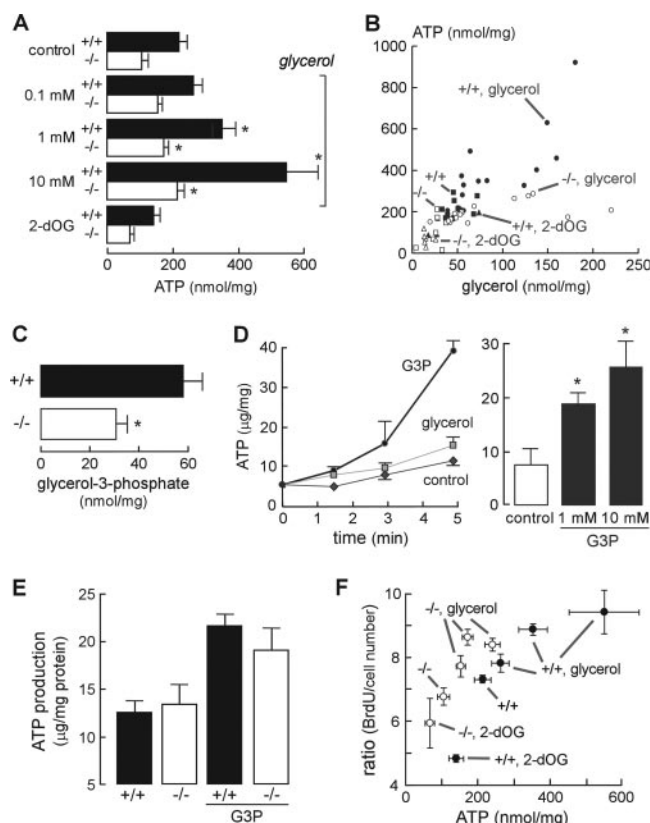 A
glycerol
control
+/+
-/-
0.1 mM
+/+
-/-
1 mM
+/+
*
-/-
*
10 mM
+/+
*
-/-
*
2-dOG
+/+
-/-
0 200 400 600
ATP (nmol/mg)
B
ATP (nmol/mg)
1000
800
600
400
200
0
+/+, glycerol
-/-, glycerol
+/+
-/-
+/+, 2-dOG
-/-, 2-dOG
0 50 100 150 200 250
glycerol (nmol/mg)
C
+/+
-/-
*
0 20 40 60
glycerol-3-phosphate
(nmol/mg)
D
ATP (μg/mg)
40
20
0
G3P
glycerol
control
0 1 2 3 4 5
time (min)
30
20
10
0
*
*
control
1 mM 10 mM
G3P
E
ATP production
(μg/mg protein)
25
20
15
10
5
+/+ -/- +/+ -/-
G3P
F
ratio (BrdU/cell number)
10
8
6
4
-/-, glycerol
-/-
+/+, glycerol
+/+
-/-, 2-dOG
+/+, 2-dOG
0 200 400 600
ATP (nmol/mg)